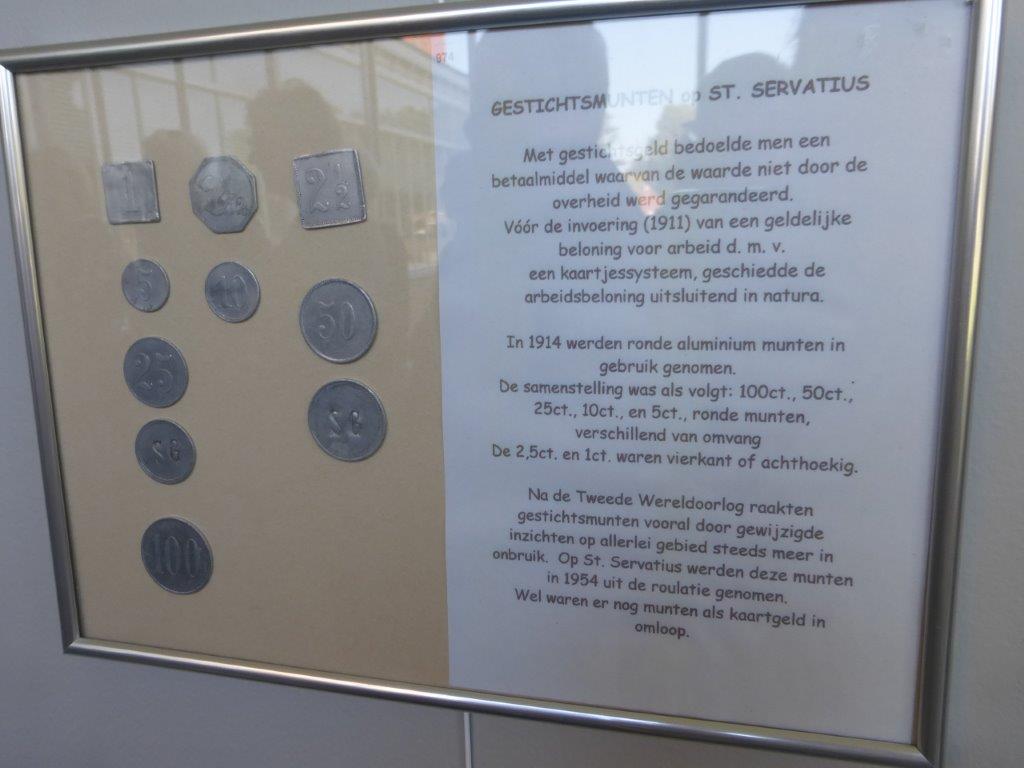 874
GESTICHTSMUNTEN op ST. SERVATIUS
Met gestichtsgeld bedoelde men een
betaalmiddel waarvan de waarde niet door de
overheid werd gegarandeerd.
Vóór de invoering (1911) van een geldelijke
beloning voor arbeid d. m. v.
een kaartjessysteem, geschiedde de
arbeidsbeloning uitsluitend in natura.
In 1914 werden ronde aluminium munten in
gebruik genomen.
De samenstelling was als volgt: 100ct., 50ct.,
25ct., 10ct., en 5ct., ronde munten,
verschillend van omvang
De 2,5ct. en 1ct. waren vierkant of achthoekig.
Na de Tweede Wereldoorlog raakten
gestichtsmunten vooral door gewijzigde
inzichten op allerlei gebied steeds meer in
onbruik. Op St. Servatius werden deze munten
in 1954 uit de roulatie genomen.
Wel waren er nog munten als kaartgeld in
omloop.
1
2½
5
10
50
25
100